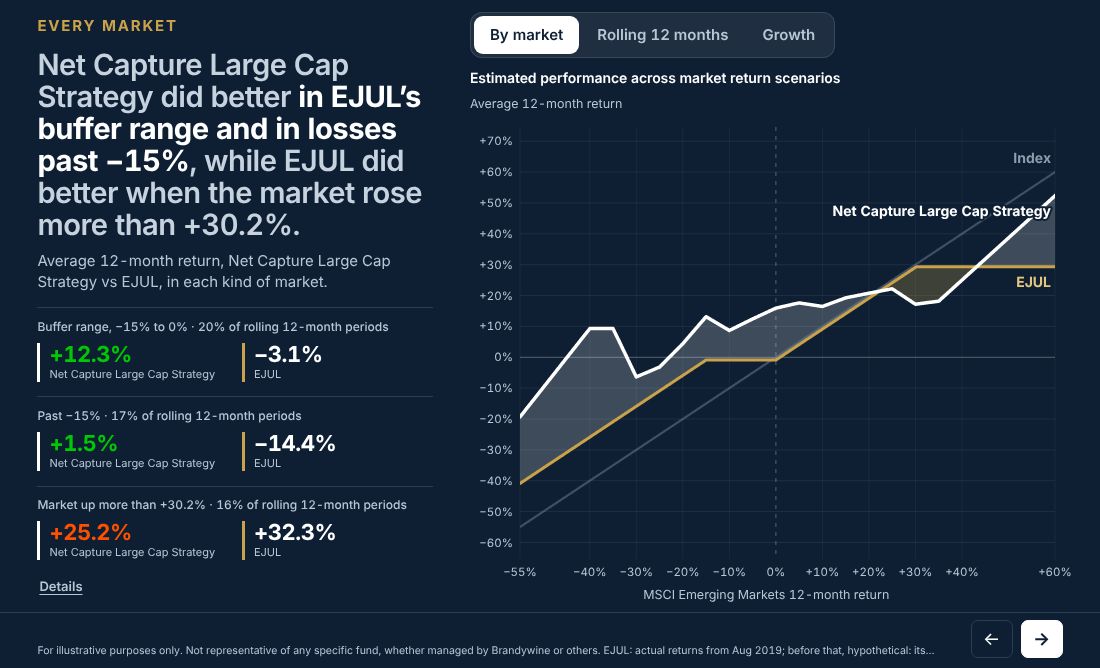 EVERY MARKET
Net Capture Large Cap
Strategy did better in EJUL’s
buffer range and in losses
past −15%, while EJUL did
better when the market rose
more than +30.2%.
Average 12-month return, Net Capture Large Cap
Strategy vs EJUL, in each kind of market.
Buffer range, −15% to 0% · 20% of rolling 12-month periods
+12.3%
Net Capture Large Cap Strategy
−3.1%
EJUL
Past −15% · 17% of rolling 12-month periods
+1.5%
Net Capture Large Cap Strategy
−14.4%
EJUL
Market up more than +30.2% · 16% of rolling 12-month periods
+25.2%
Net Capture Large Cap Strategy
+32.3%
EJUL
Details
By market
Rolling 12 months
Growth
Estimated performance across market return scenarios
Average 12-month return
+70%
+60%
+50%
+40%
+30%
+20%
+10%
0%
−10%
−20%
−30%
−40%
−50%
−60%
Index
Net Capture Large Cap Strategy
EJUL
−55%
−40%
−30%
−20%
−10%
0%
+10%
+20%
+30%
+40%
+60%
MSCI Emerging Markets 12-month return
For illustrative purposes only. Not representative of any specific fund, whether managed by Brandywine or others. EJUL: actual returns from Aug 2019; before that, hypothetical: its…
← →